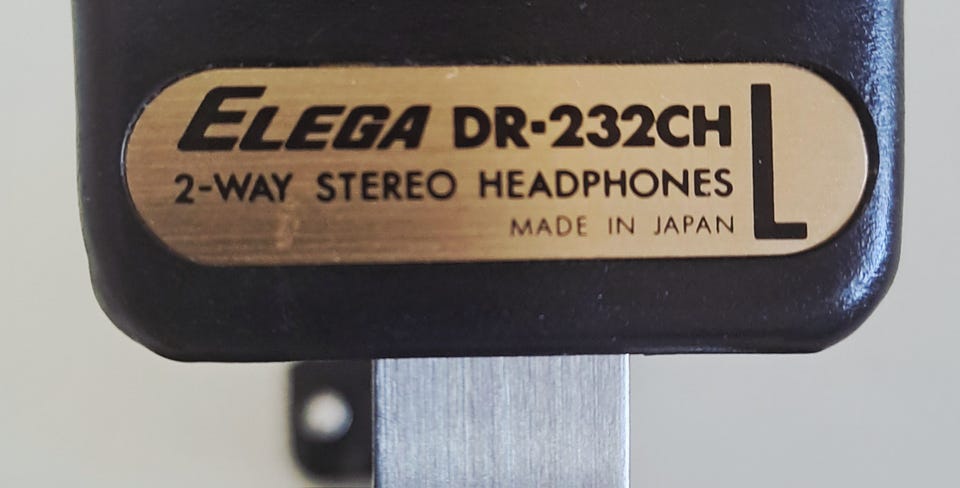 ELEGA DR-232CH L
2-WAY STEREO HEADPHONES
MADE IN JAPAN